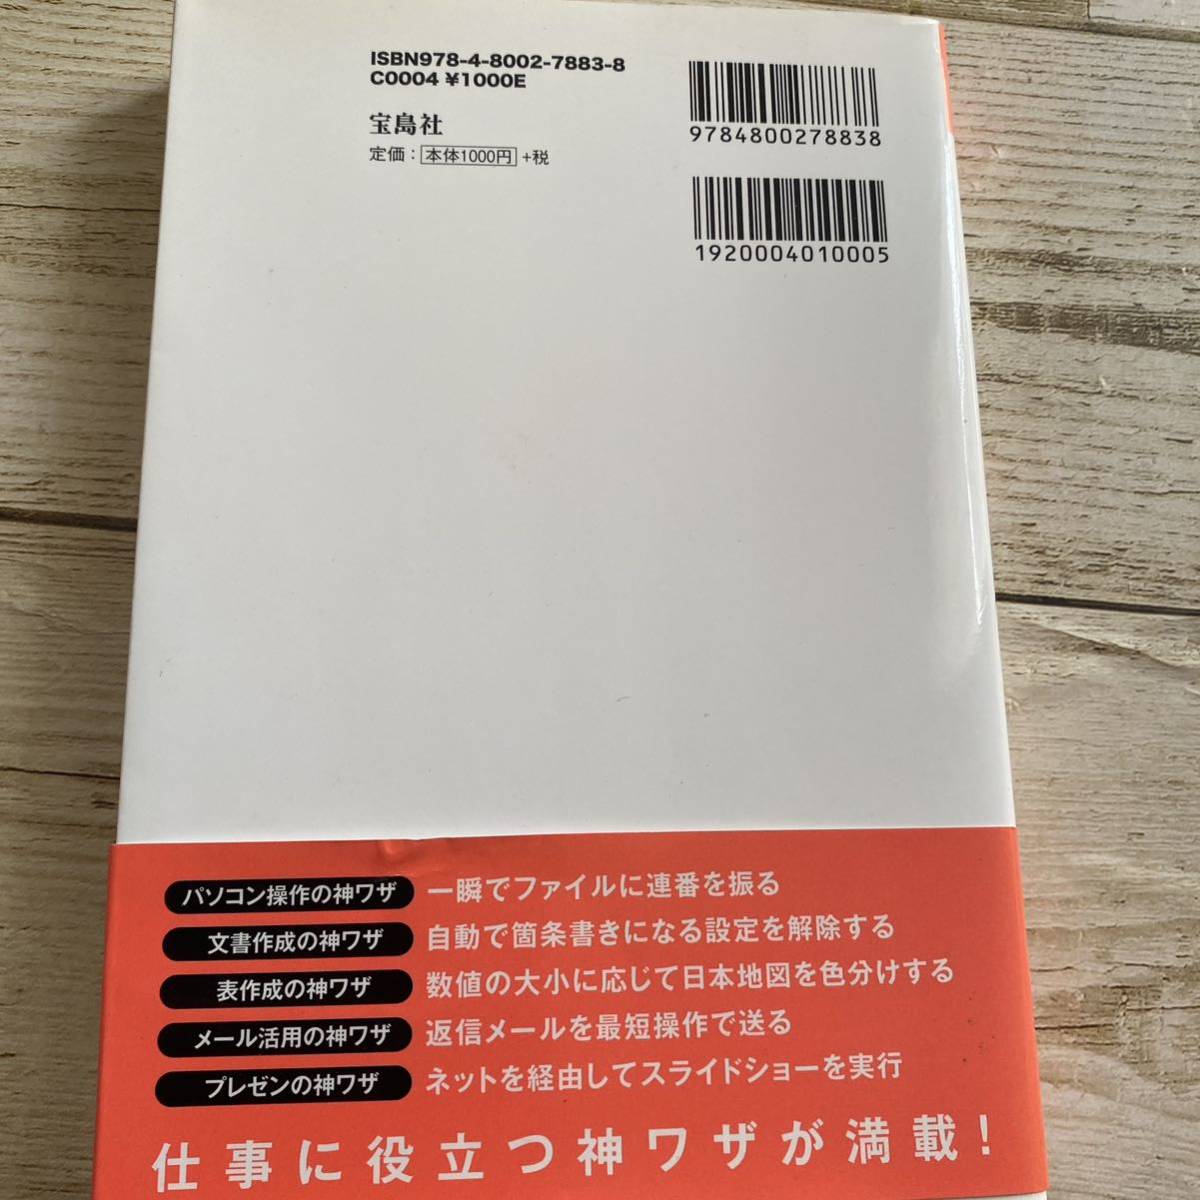 ISBN978-4-8002-7883-8
C0004 ¥1000E
宝島社
定価：本体1000円+税
9784800278838
1920004010005
パソコン操作の神ワザ 一瞬でファイルに連番を振る
文書作成の神ワザ 自動で箇条書きになる設定を解除する
表作成の神ワザ 数値の大小に応じて日本地図を色分けする
メール活用の神ワザ 返信メールを最短操作で送る
プレゼンの神ワザ ネットを経由してスライドショーを実行
仕事に役立つ神ワザが満載！